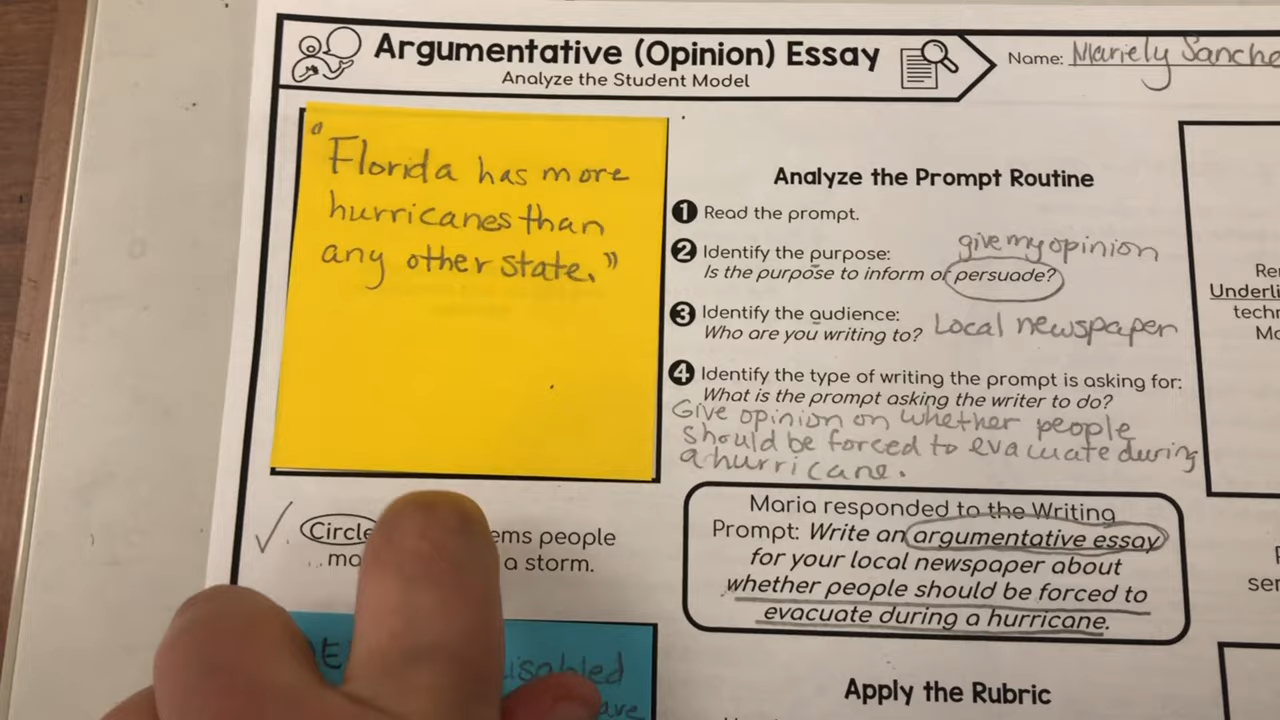 Argumentative (Opinion) Essay
Analyze the Student Model
Name: Mariely
"Florida has more
hurricanes than
any other state."
Circle
ems people
a storm.
Analyze the Prompt Routine
1 Read the prompt.
2 Identify the purpose: give my opinion
Is the purpose to inform or persuade?
3 Identify the audience:
Who are you writing to? Local newspaper
4 Identify the type of writing the prompt is asking for:
What is the prompt asking the writer to do?
Give opinion on whether people
should be forced to evacuate during
a hurricane.
Maria responded to the Writing
Prompt: Write an argumentative essay
for your local newspaper about
whether people should be forced to
evacuate during a hurricane.
Apply the Rubric
Underli